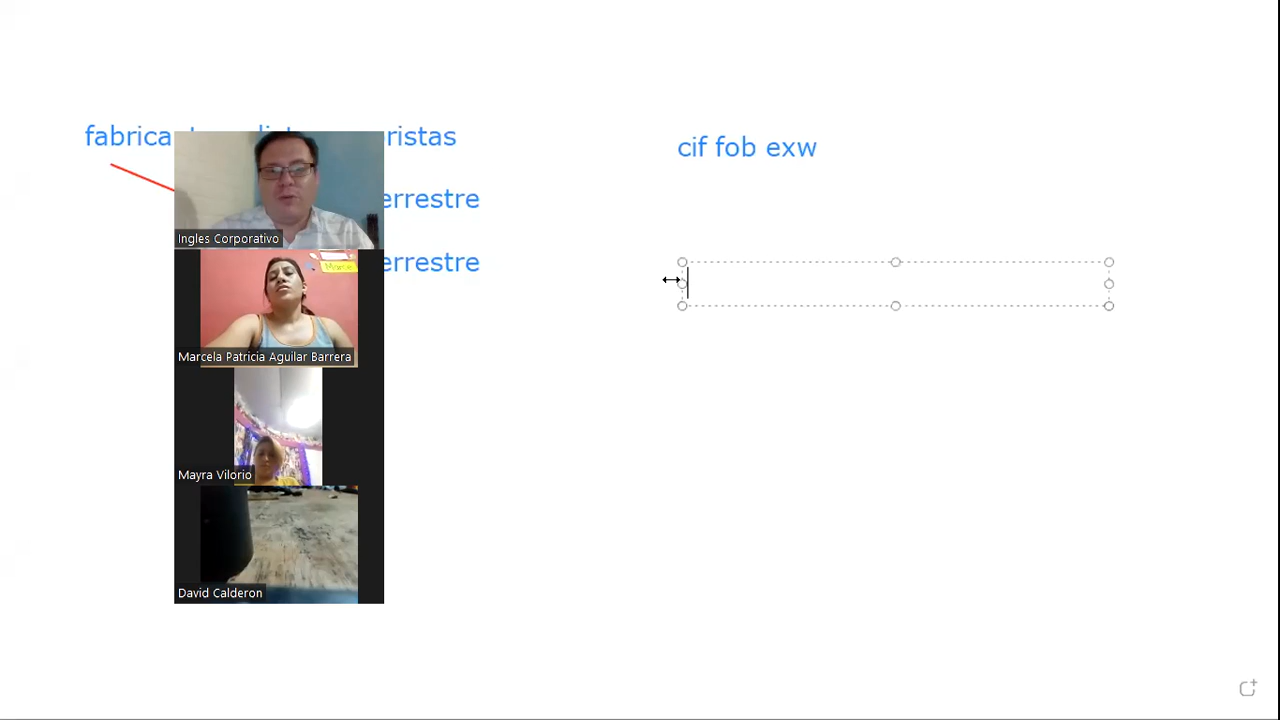 fabrica ristas
cif fob exw
errestre
errestre
Ingles Corporativo
Marcela Patricia Aguilar Barrera
Mayra Vilorio
David Calderon